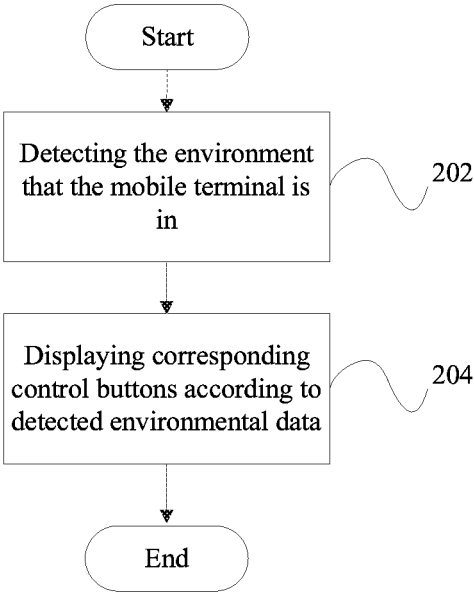 Start
Detecting the environment
that the mobile terminal is
in
202
Displaying corresponding
control buttons according to
detected environmental data
204
End